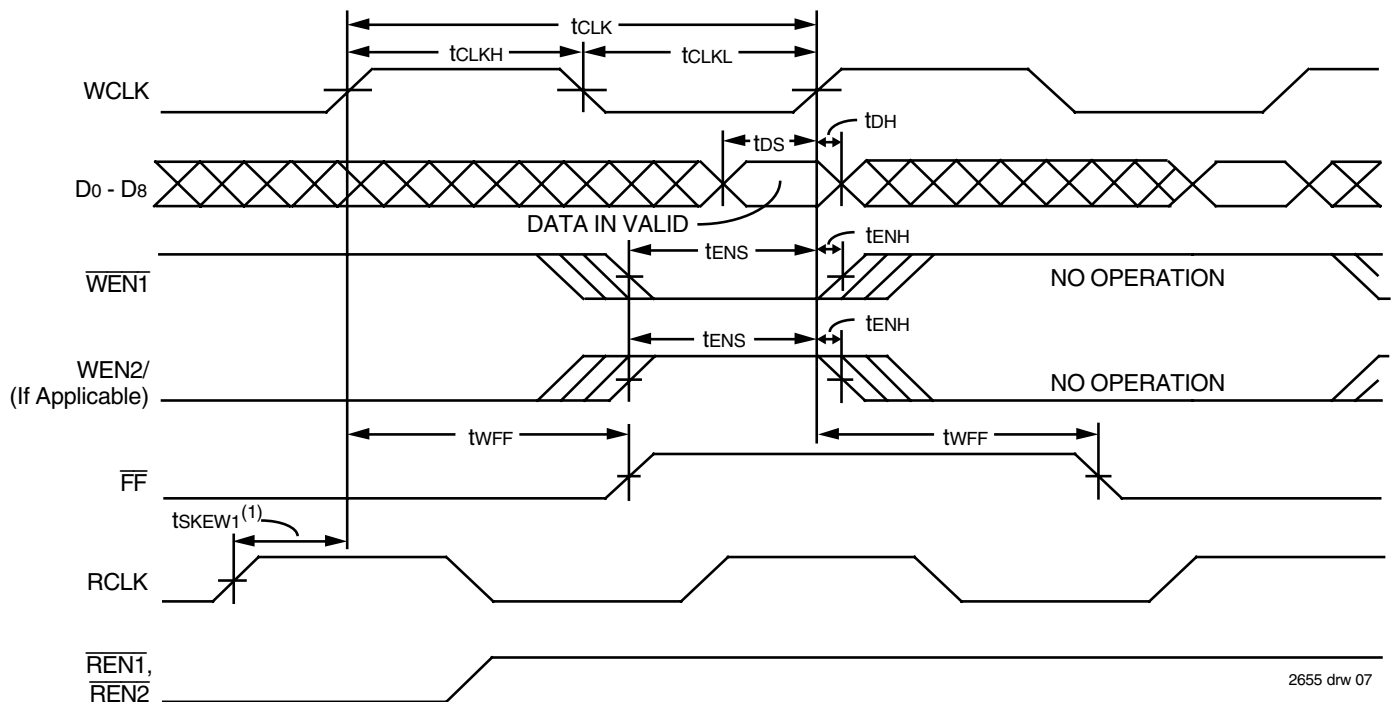 tCLK
tCLKH
tCLKL
WCLK
tDH
tDS
D0 - D8
DATA IN VALID
tENS
tENH
WEN1
NO OPERATION
tENS
tENH
WEN2/
(If Applicable)
NO OPERATION
tWFF
tWFF
FF
tSKEW1(1)
RCLK
REN1,
REN2
2655 drw 07